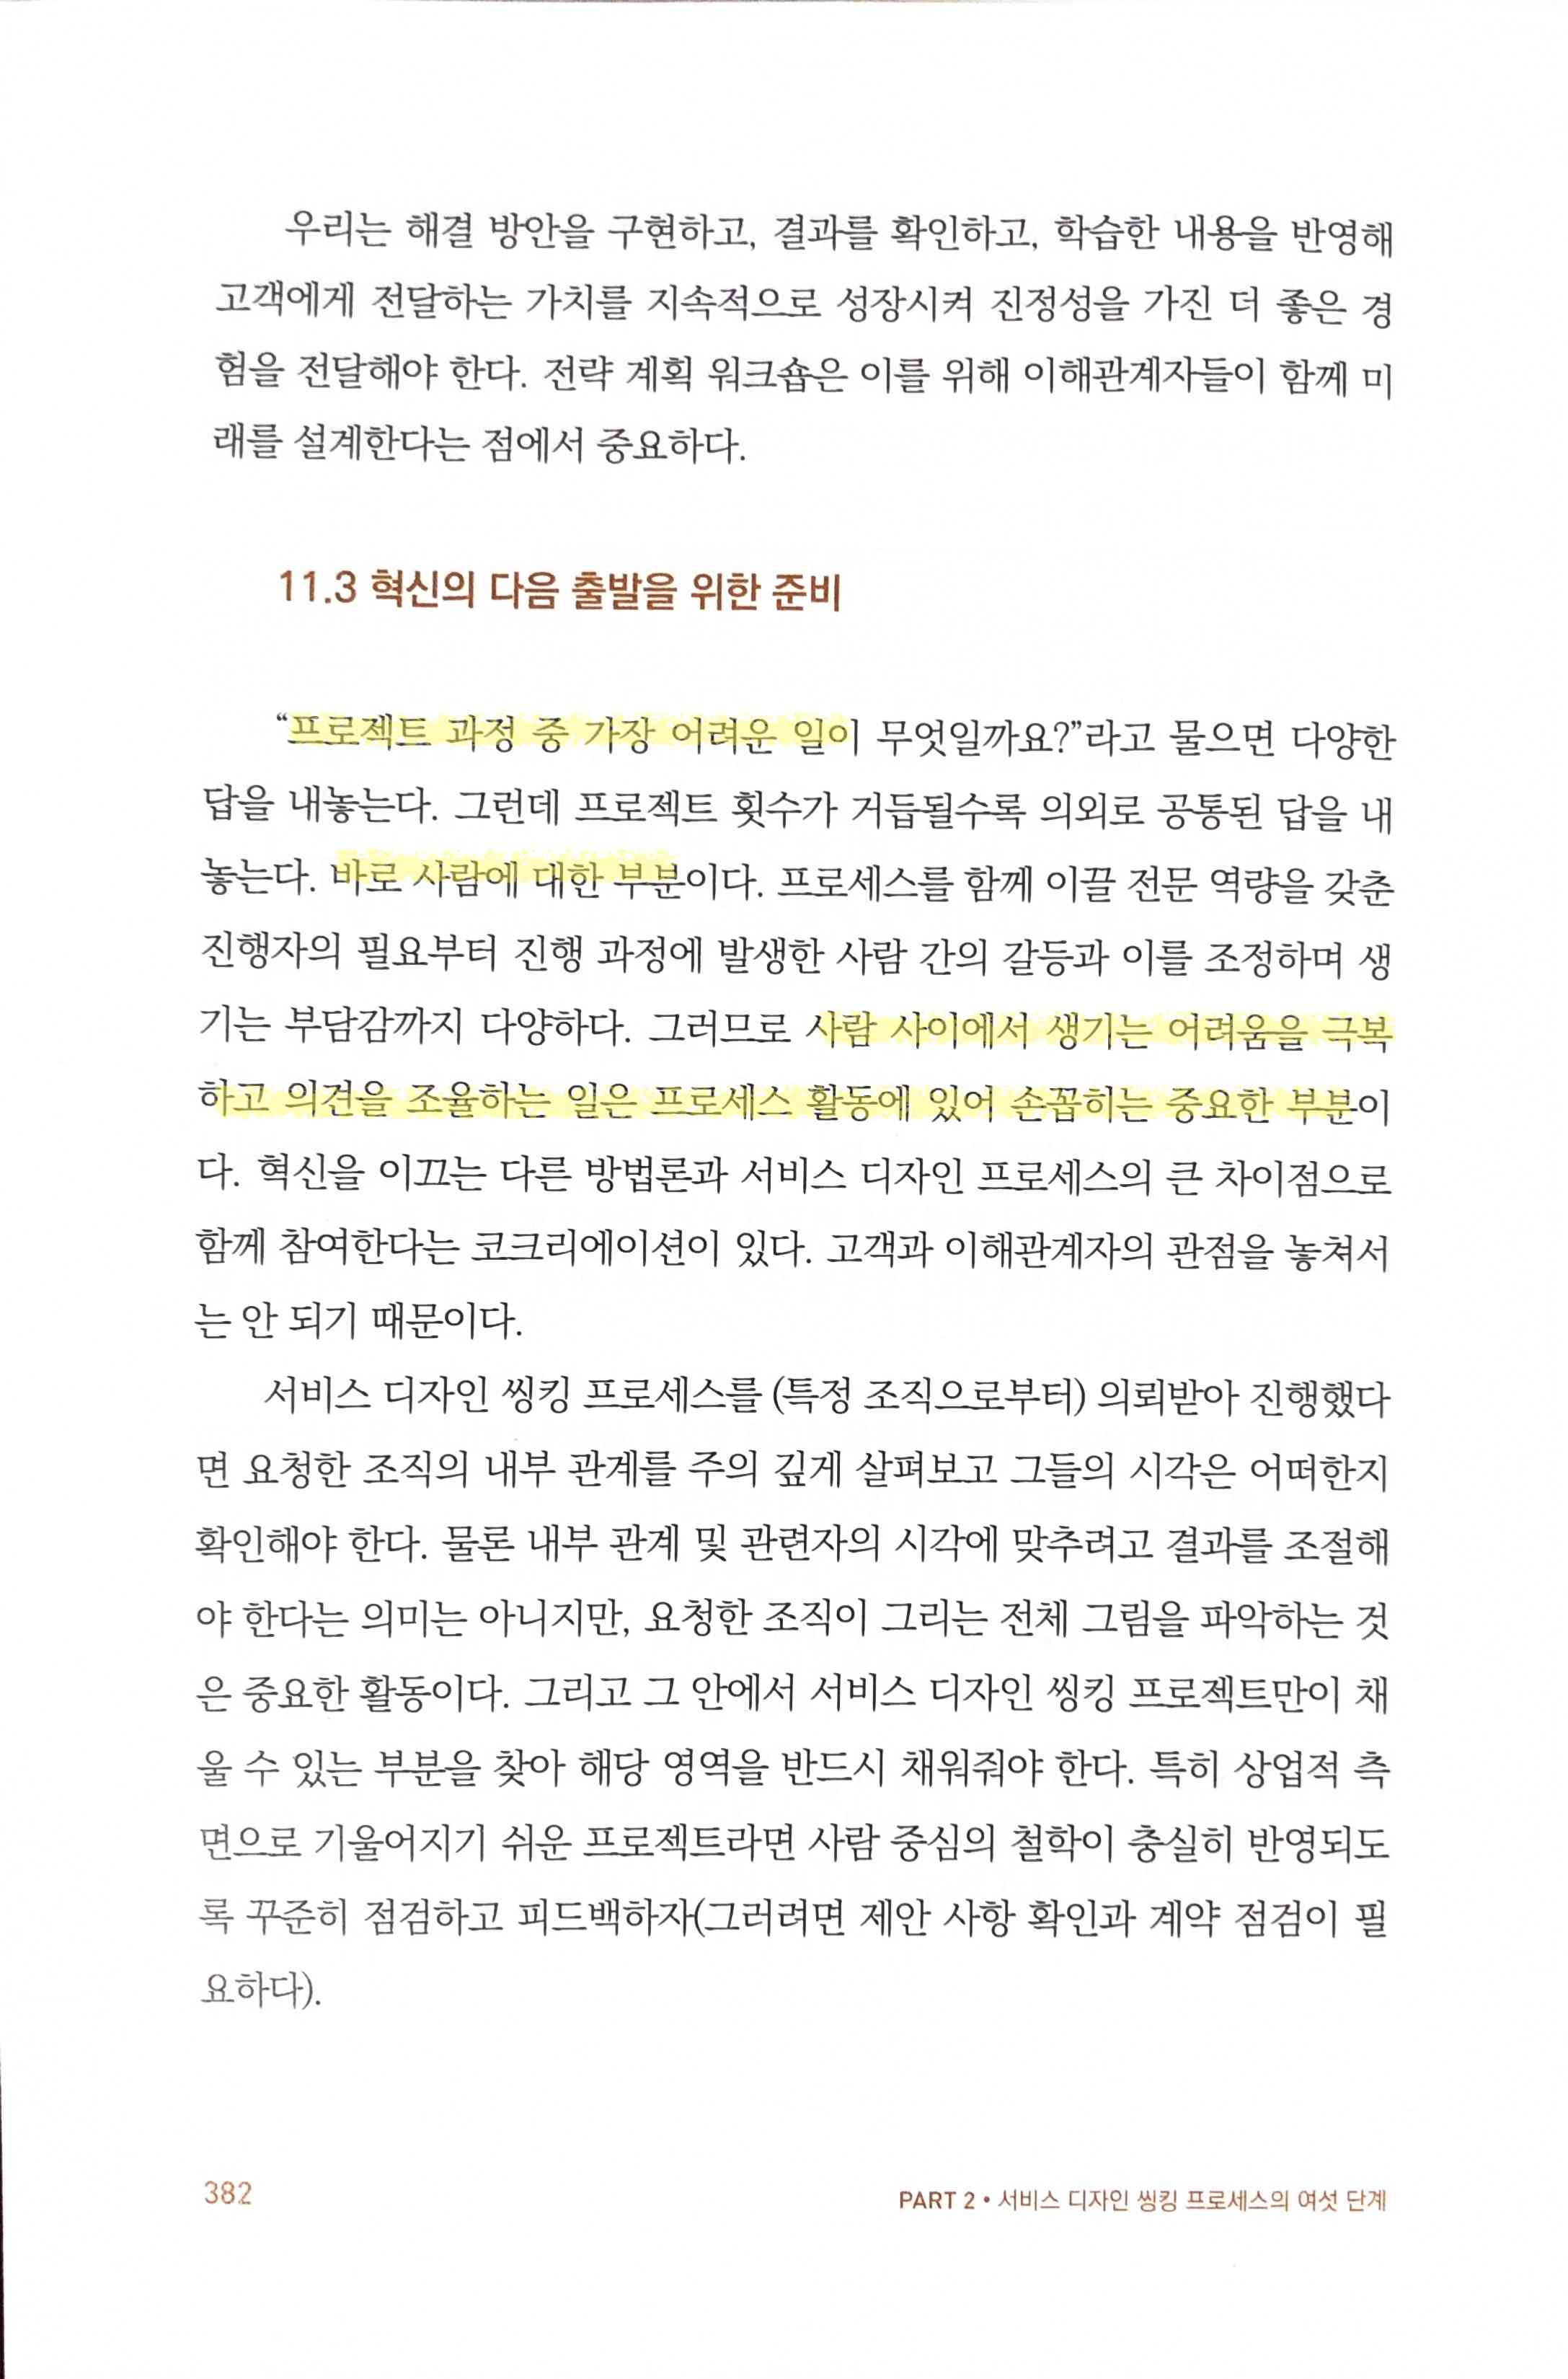 우리는 해결 방안을 구현하고, 결과를 확인하고, 학습한 내용을 반영해
고객에게 전달하는 가치를 지속적으로 성장시켜 진정성을 가진 더 좋은 경
험을 전달해야 한다. 전략 계획 워크숍은 이를 위해 이해관계자들이 함께 미
래를 설계한다는 점에서 중요하다.
11.3 혁신의 다음 출발을 위한 준비
“프로젝트 과정 중 가장 어려운 일이 무엇일까요?”라고 물으면 다양한
답을 내놓는다. 그런데 프로젝트 횟수가 거듭될수록 의외로 공통된 답을 내
놓는다. 바로 사람에 대한 부분이다. 프로세스를 함께 이끌 전문 역량을 갖춘
진행자의 필요부터 진행 과정에 발생한 사람 간의 갈등과 이를 조정하며 생
기는 부담감까지 다양하다. 그러므로 사람 사이에서 생기는 어려움을 극복
하고 의견을 조율하는 일은 프로세스 활동에 있어 손꼽히는 중요한 부분이
다. 혁신을 이끄는 다른 방법론과 서비스 디자인 프로세스의 큰 차이점으로
함께 참여한다는 코크리에이션이 있다. 고객과 이해관계자의 관점을 놓쳐서
는 안 되기 때문이다.
서비스 디자인 씽킹 프로세스를 (특정 조직으로부터) 의뢰받아 진행했다
면 요청한 조직의 내부 관계를 주의 깊게 살펴보고 그들의 시각은 어떠한지
확인해야 한다. 물론 내부 관계 및 관련자의 시각에 맞추려고 결과를 조절해
야 한다는 의미는 아니지만, 요청한 조직이 그리는 전체 그림을 파악하는 것
은 중요한 활동이다. 그리고 그 안에서 서비스 디자인 씽킹 프로젝트만이 채
울 수 있는 부분을 찾아 해당 영역을 반드시 채워줘야 한다. 특히 상업적 측
면으로 기울어지기 쉬운 프로젝트라면 사람 중심의 철학이 충실히 반영되도
록 꾸준히 점검하고 피드백하자(그러려면 제안 사항 확인과 계약 점검이 필
요하다).
382
PART 2 • 서비스 디자인 씽킹 프로세스의 여섯 단계